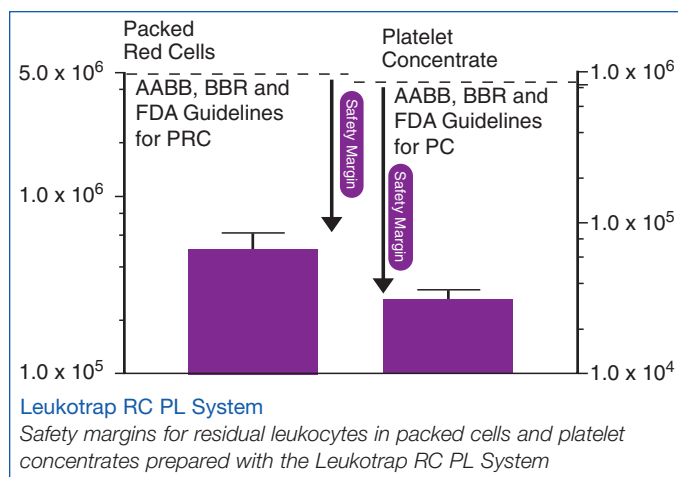 Packed
Red Cells
Platelet
Concentrate
5.0 x 10⁶
1.0 x 10⁶
1.0 x 10⁵
AABB, BBR and
FDA Guidelines
for PRC
Safety Margin
AABB, BBR and
FDA Guidelines
for PC
Safety Margin
1.0 x 10⁶
1.0 x 10⁵
1.0 x 10⁴
Leukotrap RC PL System
Safety margins for residual leukocytes in packed cells and platelet
concentrates prepared with the Leukotrap RC PL System